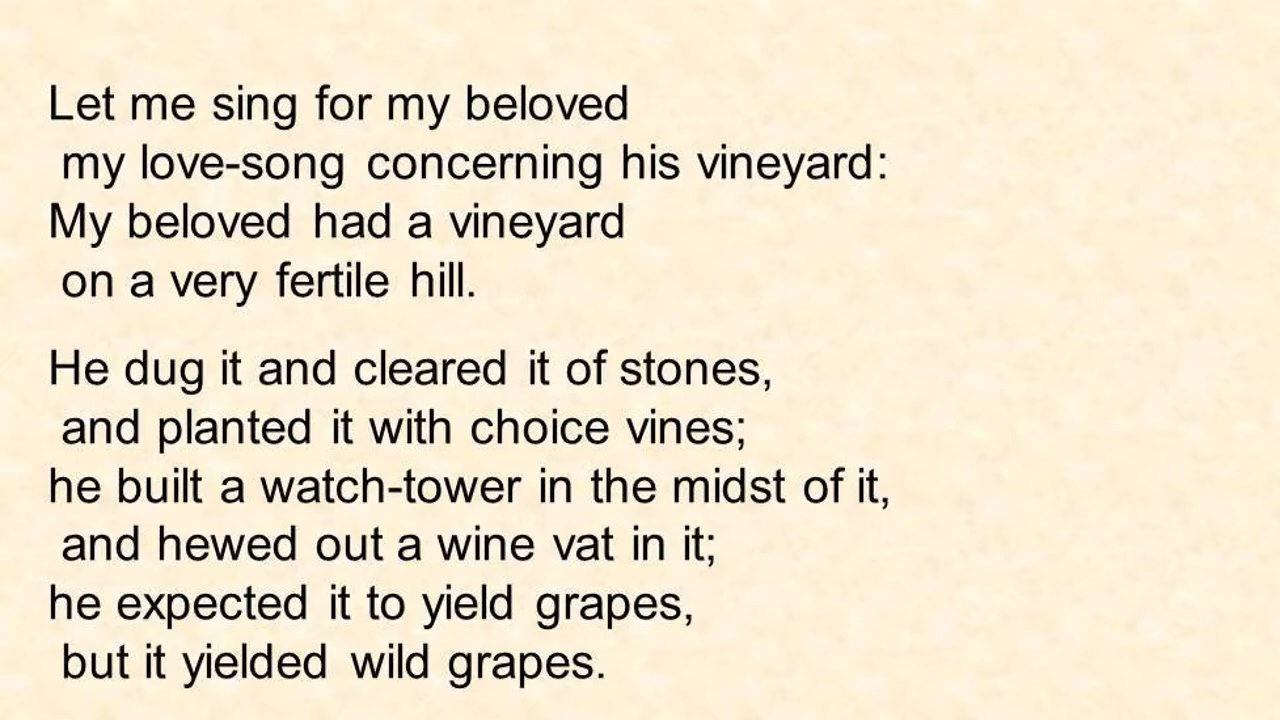 Let me sing for my beloved
my love-song concerning his vineyard:
My beloved had a vineyard
on a very fertile hill.
He dug it and cleared it of stones,
and planted it with choice vines;
he built a watch-tower in the midst of it,
and hewed out a wine vat in it;
he expected it to yield grapes,
but it yielded wild grapes.